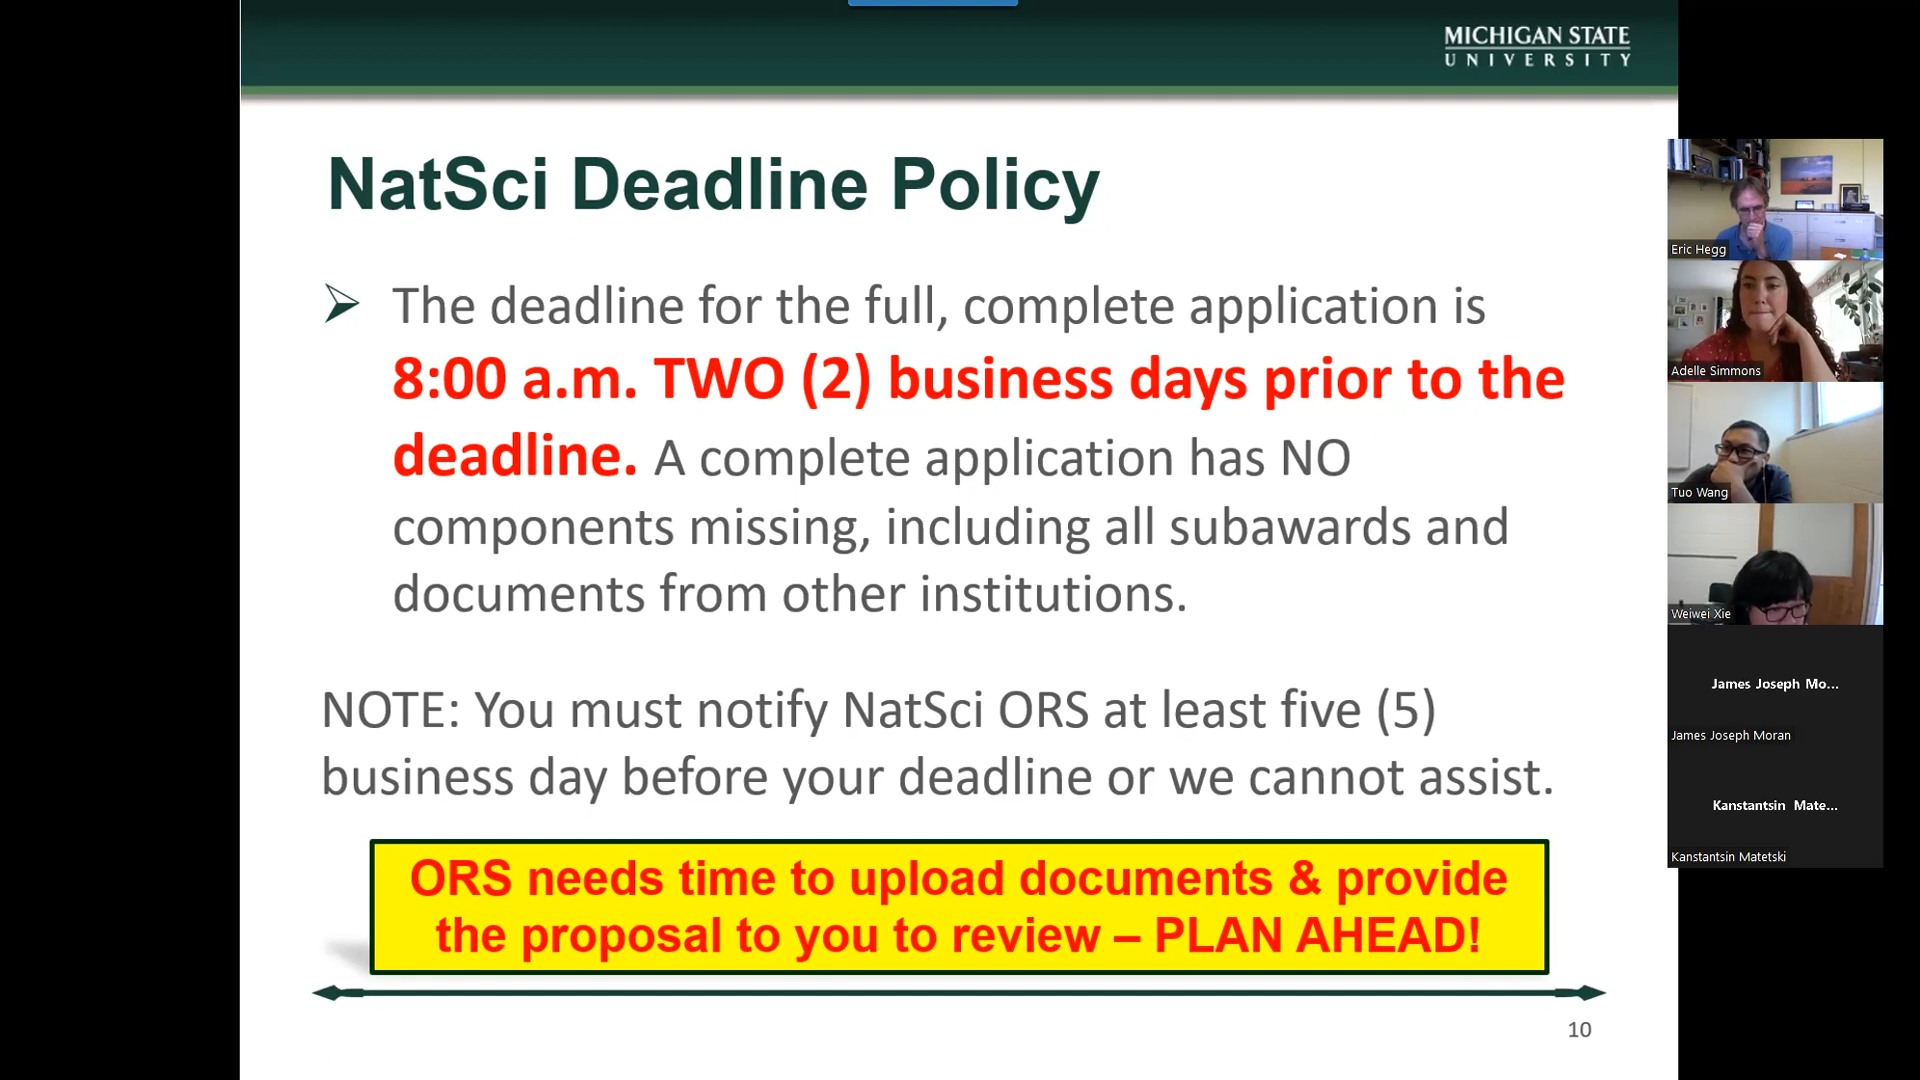 MICHIGAN STATE
UNIVERSITY
NatSci Deadline Policy
The deadline for the full, complete application is
8:00 a.m. TWO (2) business days prior to the
deadline. A complete application has NO
components missing, including all subawards and
documents from other institutions.
NOTE: You must notify NatSci ORS at least five (5)
business day before your deadline or we cannot assist.
ORS needs time to upload documents & provide
the proposal to you to review – PLAN AHEAD!
10
Eric Hegg
Adelle Simmons
Tuo Wang
Weiwei Xie
James Joseph Mo...
James Joseph Moran
Kanstantsin Mate...
Kanstantsin Matetski